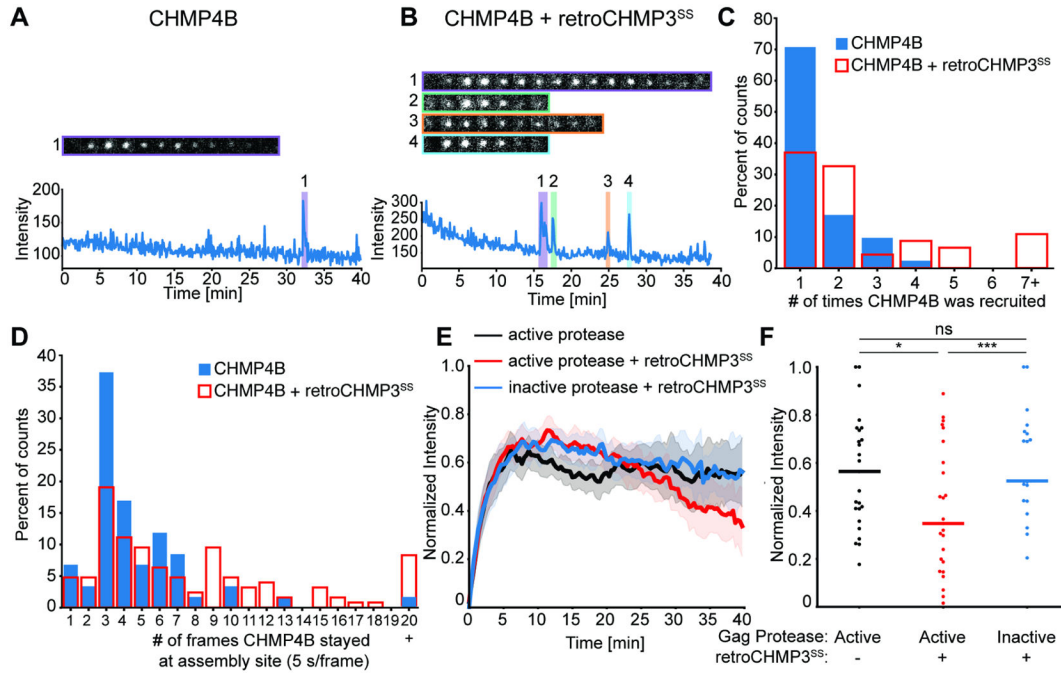 A
CHMP4B
1
1
200
150
100
Intensity
0 5 10 15 20 25 30 35 40
Time [min]
B
CHMP4B + retroCHMP3SS
1
2
3
4
1 2 3 4
300
250
200
150
Intensity
0 5 10 15 20 25 30 35 40
Time [min]
C
CHMP4B
CHMP4B + retroCHMP3SS
80
70
60
50
40
30
20
10
0
Percent of counts
1 2 3 4 5 6 7+
# of times CHMP4B was recruited
D
CHMP4B
CHMP4B + retroCHMP3SS
40
35
30
25
20
15
10
5
0
Percent of counts
1 2 3 4 5 6 7 8 9 10 11 12 13 14 15 16 17 18 19 20
+
# of frames CHMP4B stayed
at assembly site (5 s/frame)
E
active protease
active protease + retroCHMP3SS
inactive protease + retroCHMP3SS
1.0
0.8
0.6
0.4
0.2
0
Normalized Intensity
0 5 10 15 20 25 30 35 40
Time [min]
F
ns
* ***
1.0
0.8
0.6
0.4
0.2
0
Normalized Intensity
Gag Protease: Active Active Inactive
retroCHMP3SS: - + +